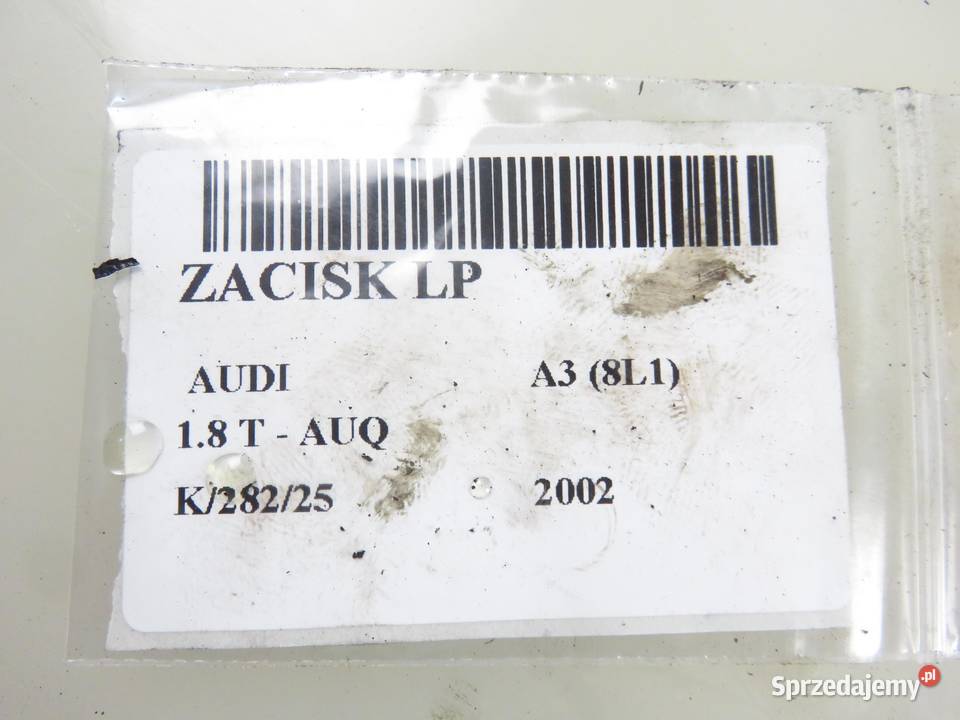 ZACISK LP
AUDI A3 (8L1)
1.8 T - AUQ
K/282/25 2002
Sprzedajemy.pl